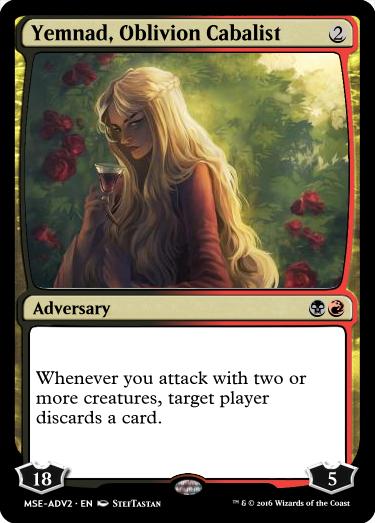 Yemnad, Oblivion Cabalist 2
Adversary
Whenever you attack with two or
more creatures, target player
discards a card.
18 5
MSE-ADV2 • EN SteiTastan ™ & © 2016 Wizards of the Coast